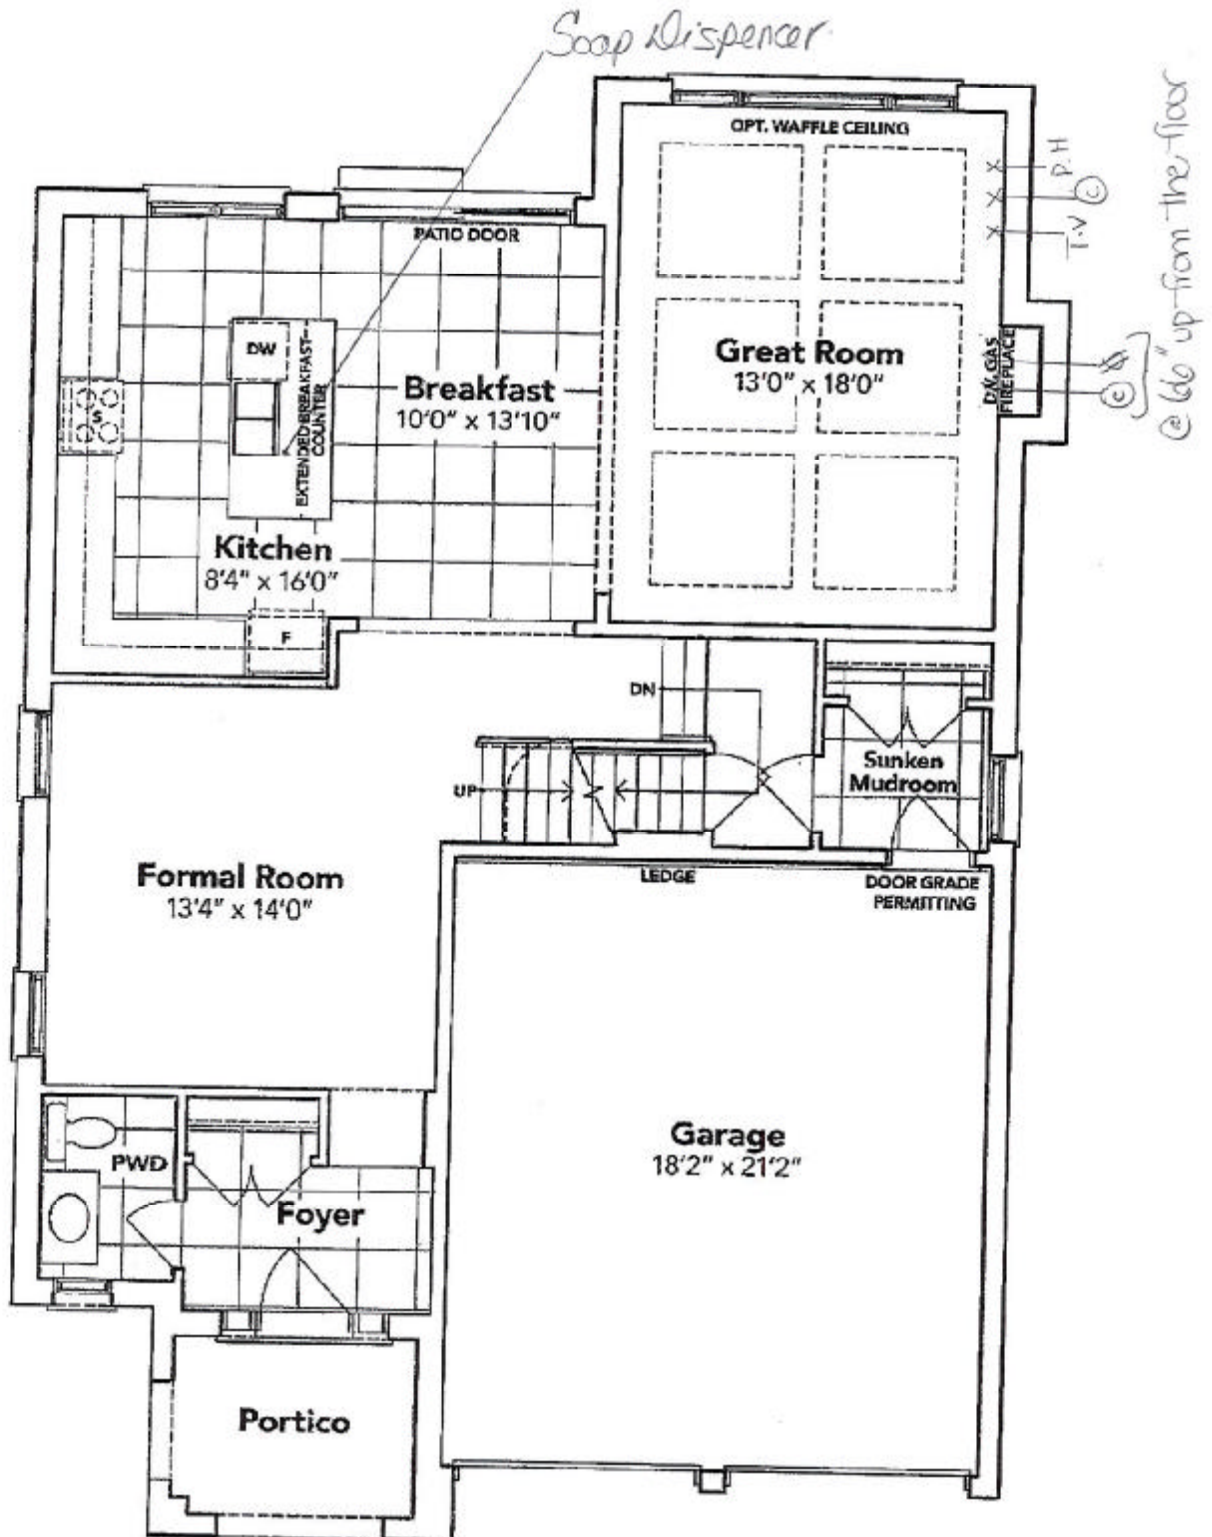 Soap Dispencer
OPT. WAFFLE CEILING
P.H
C
T.V
@ 66" up from the floor
PATIO DOOR
DW
EXTENDED BREAKFAST
COUNTER
Breakfast
10'0" x 13'10"
Great Room
13'0" x 18'0"
D.V. GAS
FIREPLACE
C
S
Kitchen
8'4" x 16'0"
F
DN
UP
Sunken
Mudroom
Formal Room
13'4" x 14'0"
LEDGE
DOOR GRADE
PERMITTING
Garage
18'2" x 21'2"
PWD
Foyer
Portico